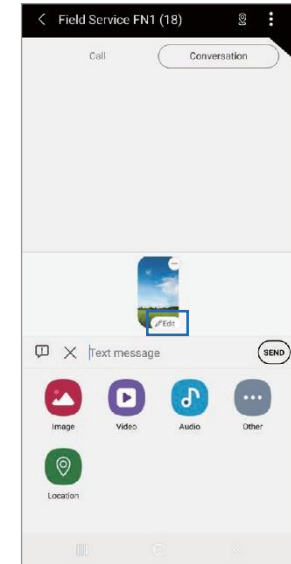 Field Service FN1 (18)
Call
Conversation
Edit
Text message
SEND
Image
Video
Audio
Other
Location